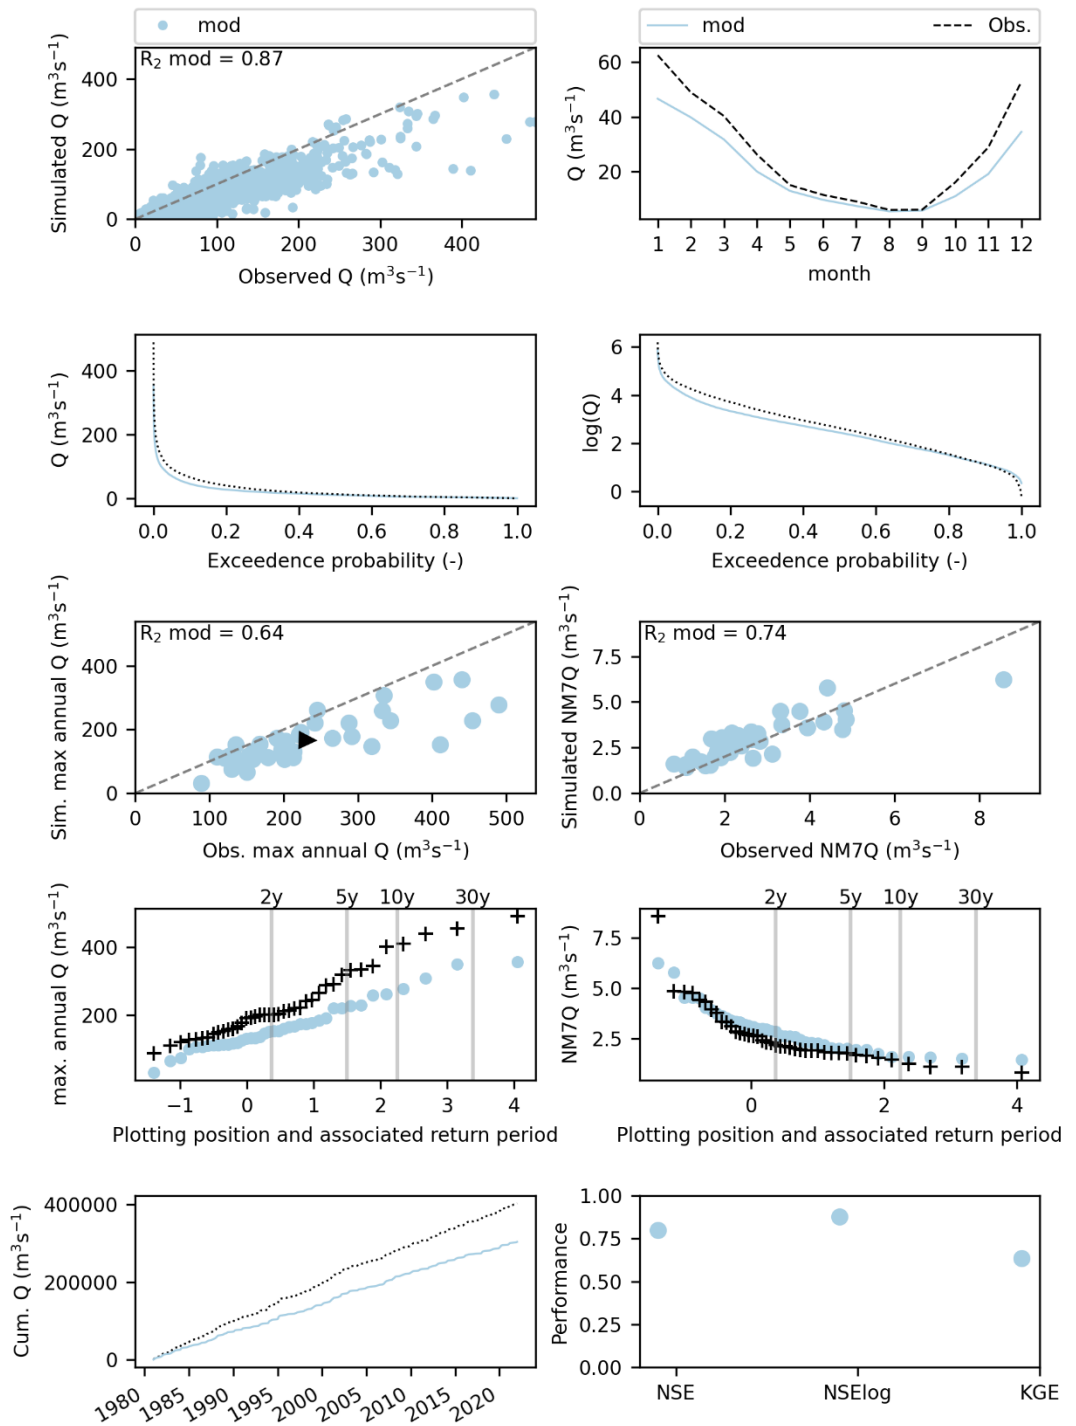 mod
mod Obs.
R₂ mod = 0.87
Simulated Q (m³s⁻¹)
400
200
0
0 100 200 300 400
Observed Q (m³s⁻¹)
Q (m³s⁻¹)
60
40
20
1 2 3 4 5 6 7 8 9 10 11 12
month
Q (m³s⁻¹)
400
200
0
0.0 0.2 0.4 0.6 0.8 1.0
Exceedence probability (-)
log(Q)
6
4
2
0
0.0 0.2 0.4 0.6 0.8 1.0
Exceedence probability (-)
R₂ mod = 0.64
Sim. max annual Q (m³s⁻¹)
400
200
0
0 100 200 300 400 500
Obs. max annual Q (m³s⁻¹)
R₂ mod = 0.74
Simulated NM7Q (m³s⁻¹)
7.5
5.0
2.5
0.0
0 2 4 6 8
Observed NM7Q (m³s⁻¹)
2y 5y 10y 30y
max. annual Q (m³s⁻¹)
400
200
−1 0 1 2 3 4
Plotting position and associated return period
2y 5y 10y 30y
NM7Q (m³s⁻¹)
7.5
5.0
2.5
0 2 4
Plotting position and associated return period
Cum. Q (m³s⁻¹)
400000
200000
0
1980 1985 1990 1995 2000 2005 2010 2015 2020
Performance
1.00
0.75
0.50
0.25
0.00
NSE NSElog KGE